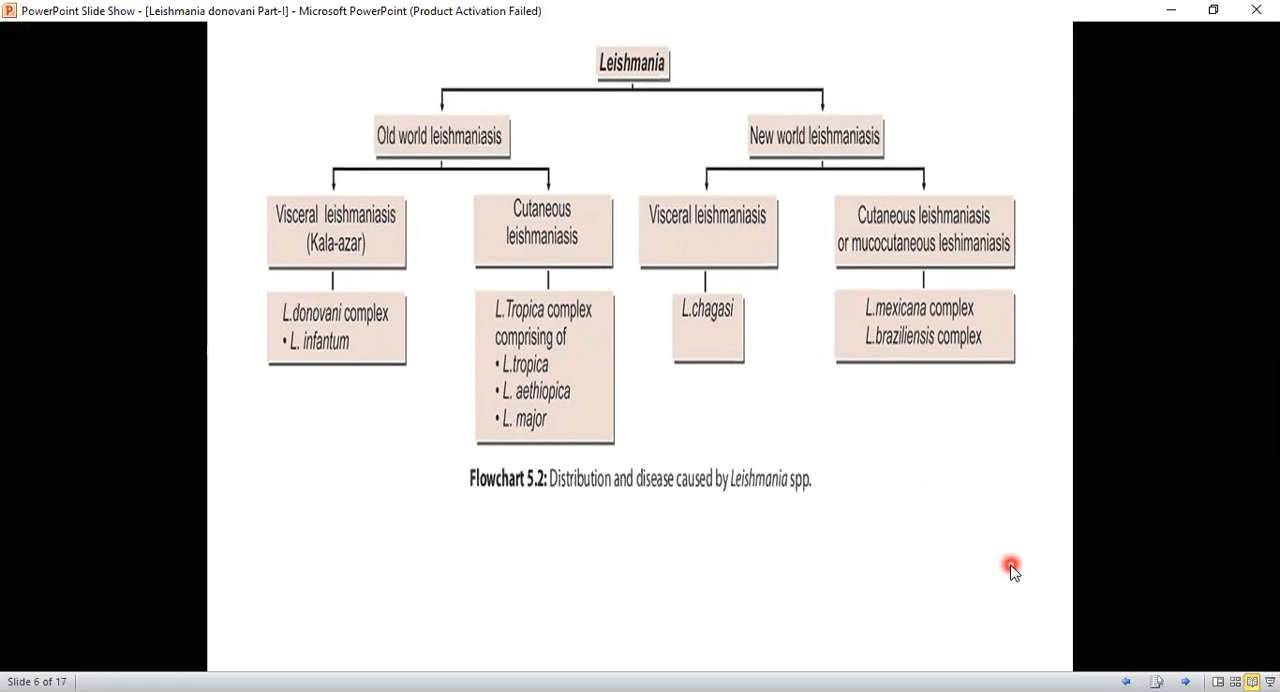 PowerPoint Slide Show - [Leishmania donovani Part-I] - Microsoft PowerPoint (Product Activation Failed)
Leishmania
Old world leishmaniasis
New world leishmaniasis
Visceral leishmaniasis
(Kala-azar)
Cutaneous
leishmaniasis
Visceral leishmaniasis
Cutaneous leishmaniasis
or mucocutaneous leshimaniasis
L.donovani complex
• L. infantum
L.Tropica complex
comprising of
• L.tropica
• L. aethiopica
• L. major
L.chagasi
L.mexicana complex
L.braziliensis complex
Flowchart 5.2: Distribution and disease caused by Leishmania spp.
Slide 6 of 17